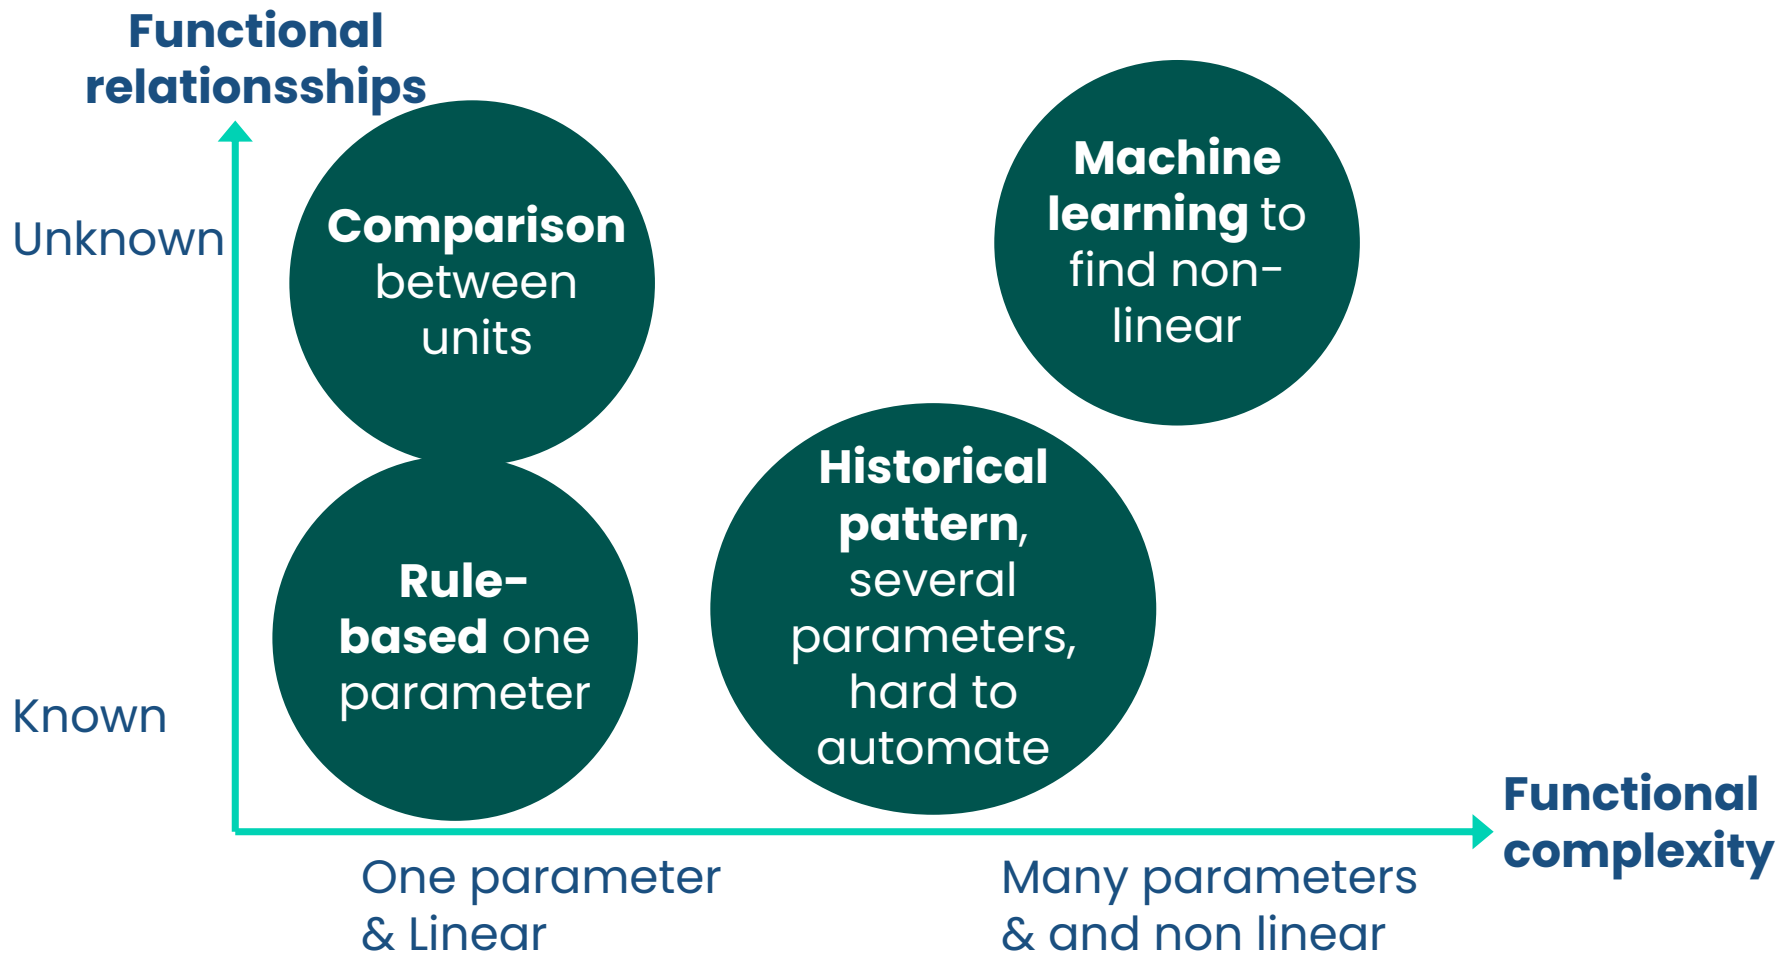 Functional
relationsships
Unknown
Known
Comparison
between
units
Rule-
based one
parameter
Historical
pattern,
several
parameters,
hard to
automate
Machine
learning to
find non-
linear
One parameter
& Linear
Many parameters
& and non linear
Functional
complexity